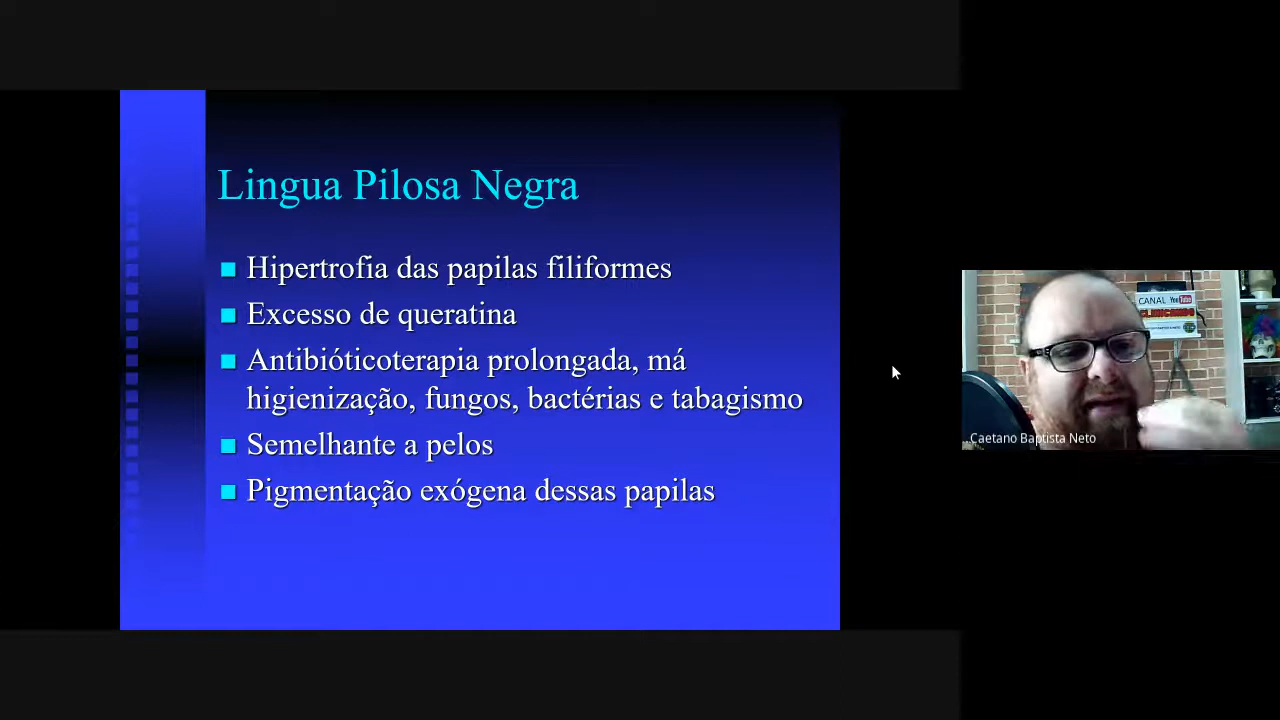 Lingua Pilosa Negra
Hipertrofia das papilas filiformes
Excesso de queratina
Antibióticoterapia prolongada, má
higienização, fungos, bactérias e tabagismo
Semelhante a pelos
Pigmentação exógena dessas papilas
CANAL YouTube
Caetano Baptista Neto